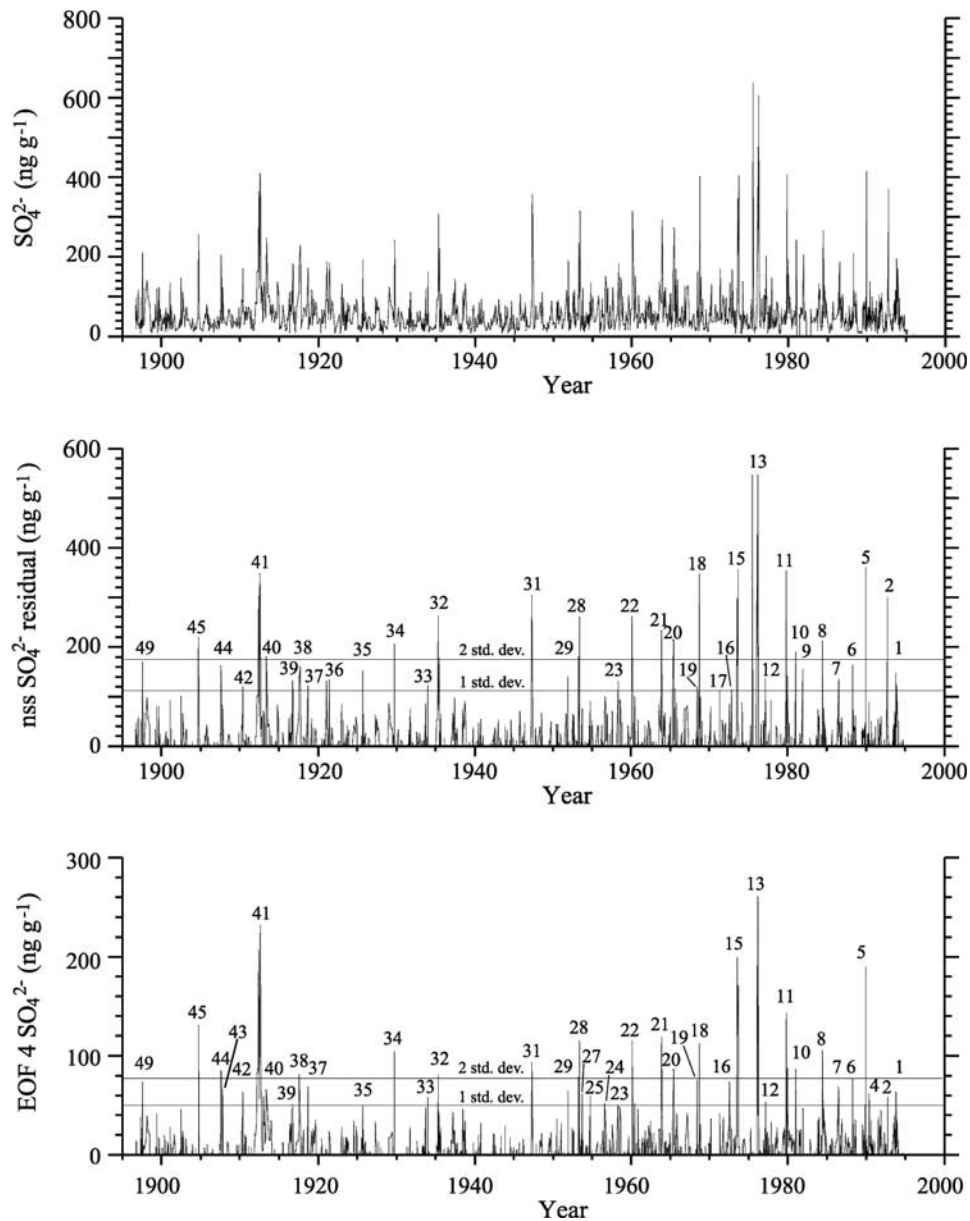 800
600
400
200
0
SO₄²⁻ (ng g⁻¹)
1900 1920 1940 1960 1980 2000
Year
600
400
200
0
nss SO₄²⁻ residual (ng g⁻¹)
13
41 18 15 11 5
31 2
32 28 22
45 34 21
49 44 38 40 35 29 20 16 10 8 9 6 1
2 std. dev.
42 39 37 36 33 23 19 17 12 7
1 std. dev.
1900 1920 1940 1960 1980 2000
Year
300
200
100
0
EOF 4 SO₄²⁻ (ng g⁻¹)
13
41
15 5
11
45 43 34 28 22 21 19 18 8
49 44 42 38 40 37 32 31 29 27 24 20 16 10 7 6 1
2 std. dev.
39 35 33 25 23 12 4 2
1 std. dev.
1900 1920 1940 1960 1980 2000
Year